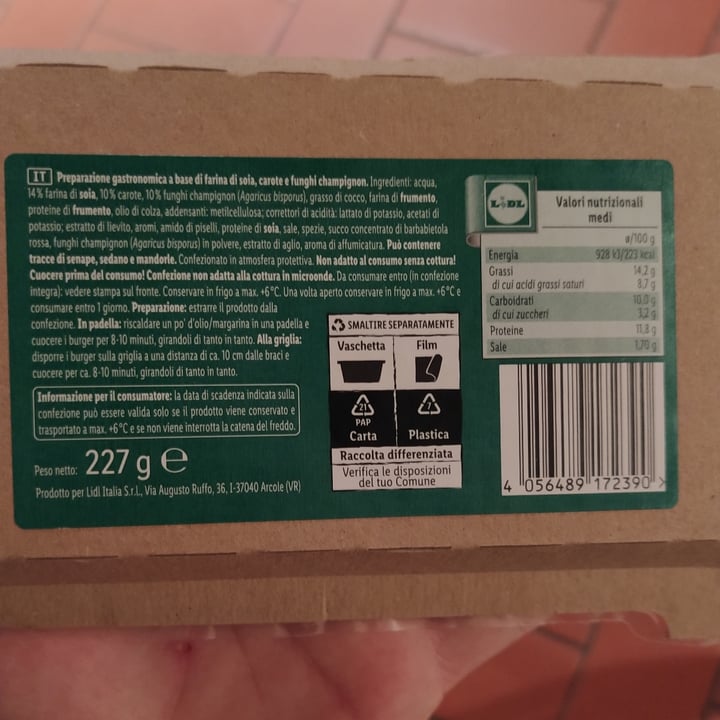 IT Preparazione gastronomica a base di farina di soia, carote e funghi champignon. Ingredienti: acqua,
14% farina di soia, 10% carote, 10% funghi champignon (Agaricus bisporus), grasso di cocco, farina di frumento,
proteine di frumento, olio di colza, addensanti: metilcellulosa; correttori di acidità: lattato di potassio, acetati di
potassio; estratto di lievito, aromi, amido di piselli, proteine di soia, sale, spezie, succo concentrato di barbabietola
rossa, funghi champignon (Agaricus bisporus) in polvere, estratto di aglio, aroma di affumicatura. Può contenere
tracce di senape, sedano e mandorle. Confezionato in atmosfera protettiva. Non adatto al consumo senza cottura!
Cuocere prima del consumo! Confezione non adatta alla cottura in microonde. Da consumare entro (in confezione
integra): vedere stampa sul fronte. Conservare in frigo a max. +6°C. Una volta aperto conservare in frigo a max. +6°C e
consumare entro 1 giorno. Preparazione: estrarre il prodotto dalla
confezione. In padella: riscaldare un po' d'olio/margarina in una padella e
cuocere i burger per 8-10 minuti, girandoli di tanto in tanto. Alla griglia:
disporre i burger sulla griglia a una distanza di ca. 10 cm dalle braci e
cuocere per ca. 8-10 minuti, girandoli di tanto in tanto.
Informazione per il consumatore: la data di scadenza indicata sulla
confezione può essere valida solo se il prodotto viene conservato e
trasportato a max. +6°C e se non viene interrotta la catena del freddo.
Peso netto: 227 g e
Prodotto per Lidl Italia S.r.l., Via Augusto Ruffo, 36, I-37040 Arcole (VR)
SMALTIRE SEPARATAMENTE
Vaschetta Film
21 7
PAP
Carta Plastica
Raccolta differenziata
Verifica le disposizioni
del tuo Comune
LIDL
Valori nutrizionali
medi
ø/100 g
Energia 928 kJ/223 kcal
Grassi 14,2 g
di cui acidi grassi saturi 8,7 g
Carboidrati 10,0 g
di cui zuccheri 3,2 g
Proteine 11,8 g
Sale 1,70 g
4 056489 172390 >